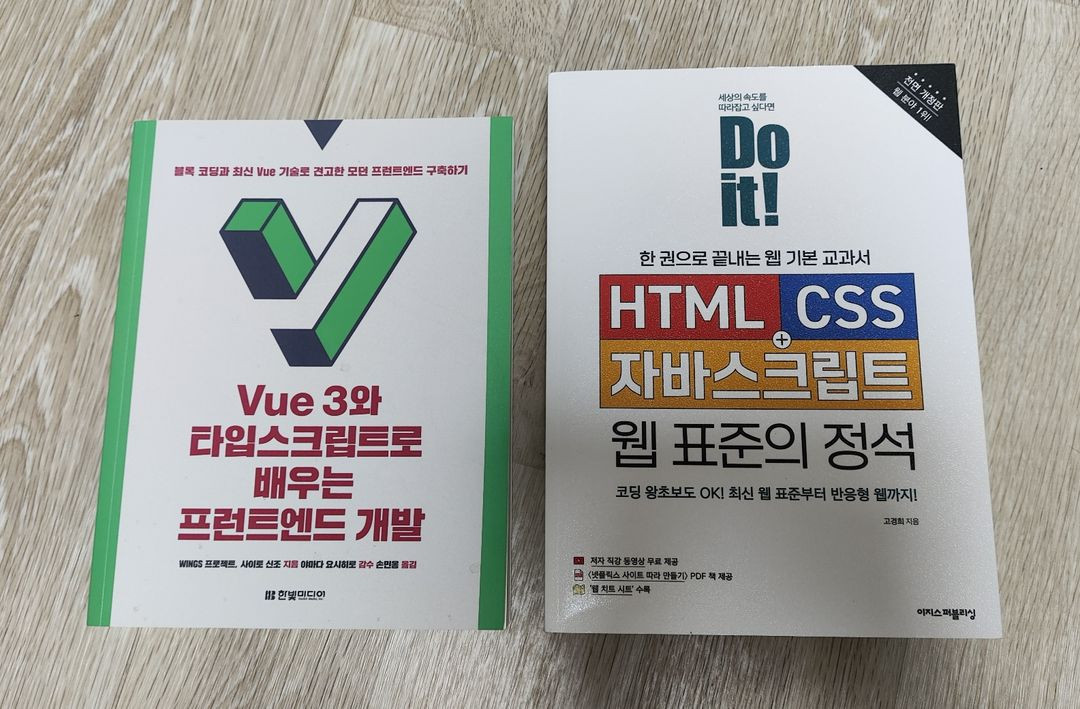 블록 코딩과 최신 Vue 기술로 견고한 모던 프런트엔드 구축하기
Vue 3와
타입스크립트로
배우는
프런트엔드 개발
WINGS 프로젝트, 사이토 신조 지음 야마다 요시히로 감수 손민몽 옮김
한빛미디어
전면 개정판
웹 분야 1위!
세상의 속도를
따라잡고 싶다면
Do
it!
한 권으로 끝내는 웹 기본 교과서
HTML CSS
+
자바스크립트
웹 표준의 정석
코딩 왕초보도 OK! 최신 웹 표준부터 반응형 웹까지!
고경희 지음
저자 직강 동영상 무료 제공
〈넷플릭스 사이트 따라 만들기〉 PDF 책 제공
'웹 치트 시트' 수록
이지스퍼블리싱